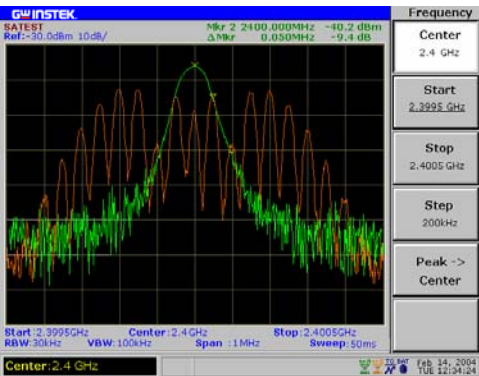 GWINSTEK
SATEST
Ref:-30.0dBm 10dB/
Mkr 2 2400.000MHz -40.2 dBm
ΔMkr 0.050MHz -9.4 dB
Start:2.3995GHz Center:2.4GHz Stop:2.4005GHz
RBW:30kHz VBW:100kHz Span :1MHz Sweep:50ms
Center:2.4 GHz
Frequency
Center
2.4 GHz
Start
2.3995 GHz
Stop
2.4005 GHz
Step
200kHz
Peak ->
Center
BAT
Feb 14, 2004
TUE 12:34:24